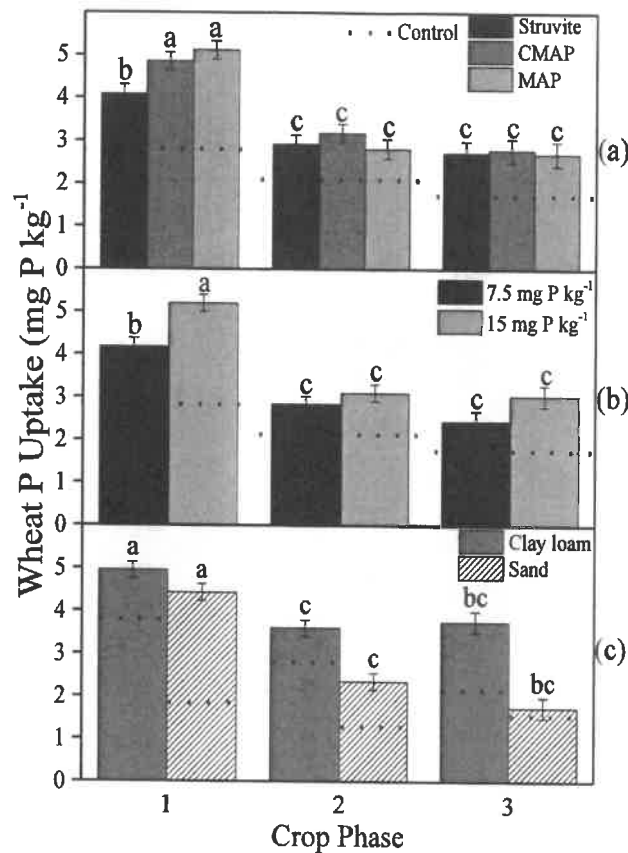 Wheat P Uptake (mg P kg⁻¹)
Control
Struvite
CMAP
MAP
5
4
3
2
1
0
b
a
a
c
c
c
c
c
c
(a)
7.5 mg P kg⁻¹
15 mg P kg⁻¹
5
4
3
2
1
0
b
a
c
c
c
c
(b)
Clay loam
Sand
5
4
3
2
1
0
a
a
c
c
bc
bc
(c)
1 2 3
Crop Phase